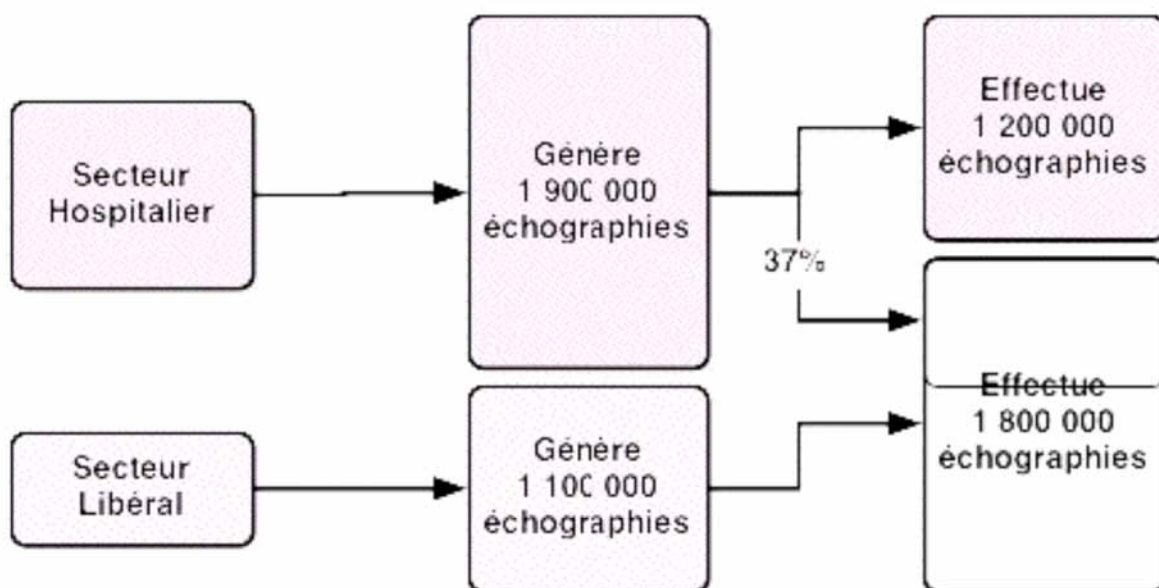 Secteur
Hospitalier
Génère
1 900 000
échographies
Effectue
1 200 000
échographies
37%
Secteur
Libéral
Génère
1 100 000
échographies
Effectue
1 800 000
échographies